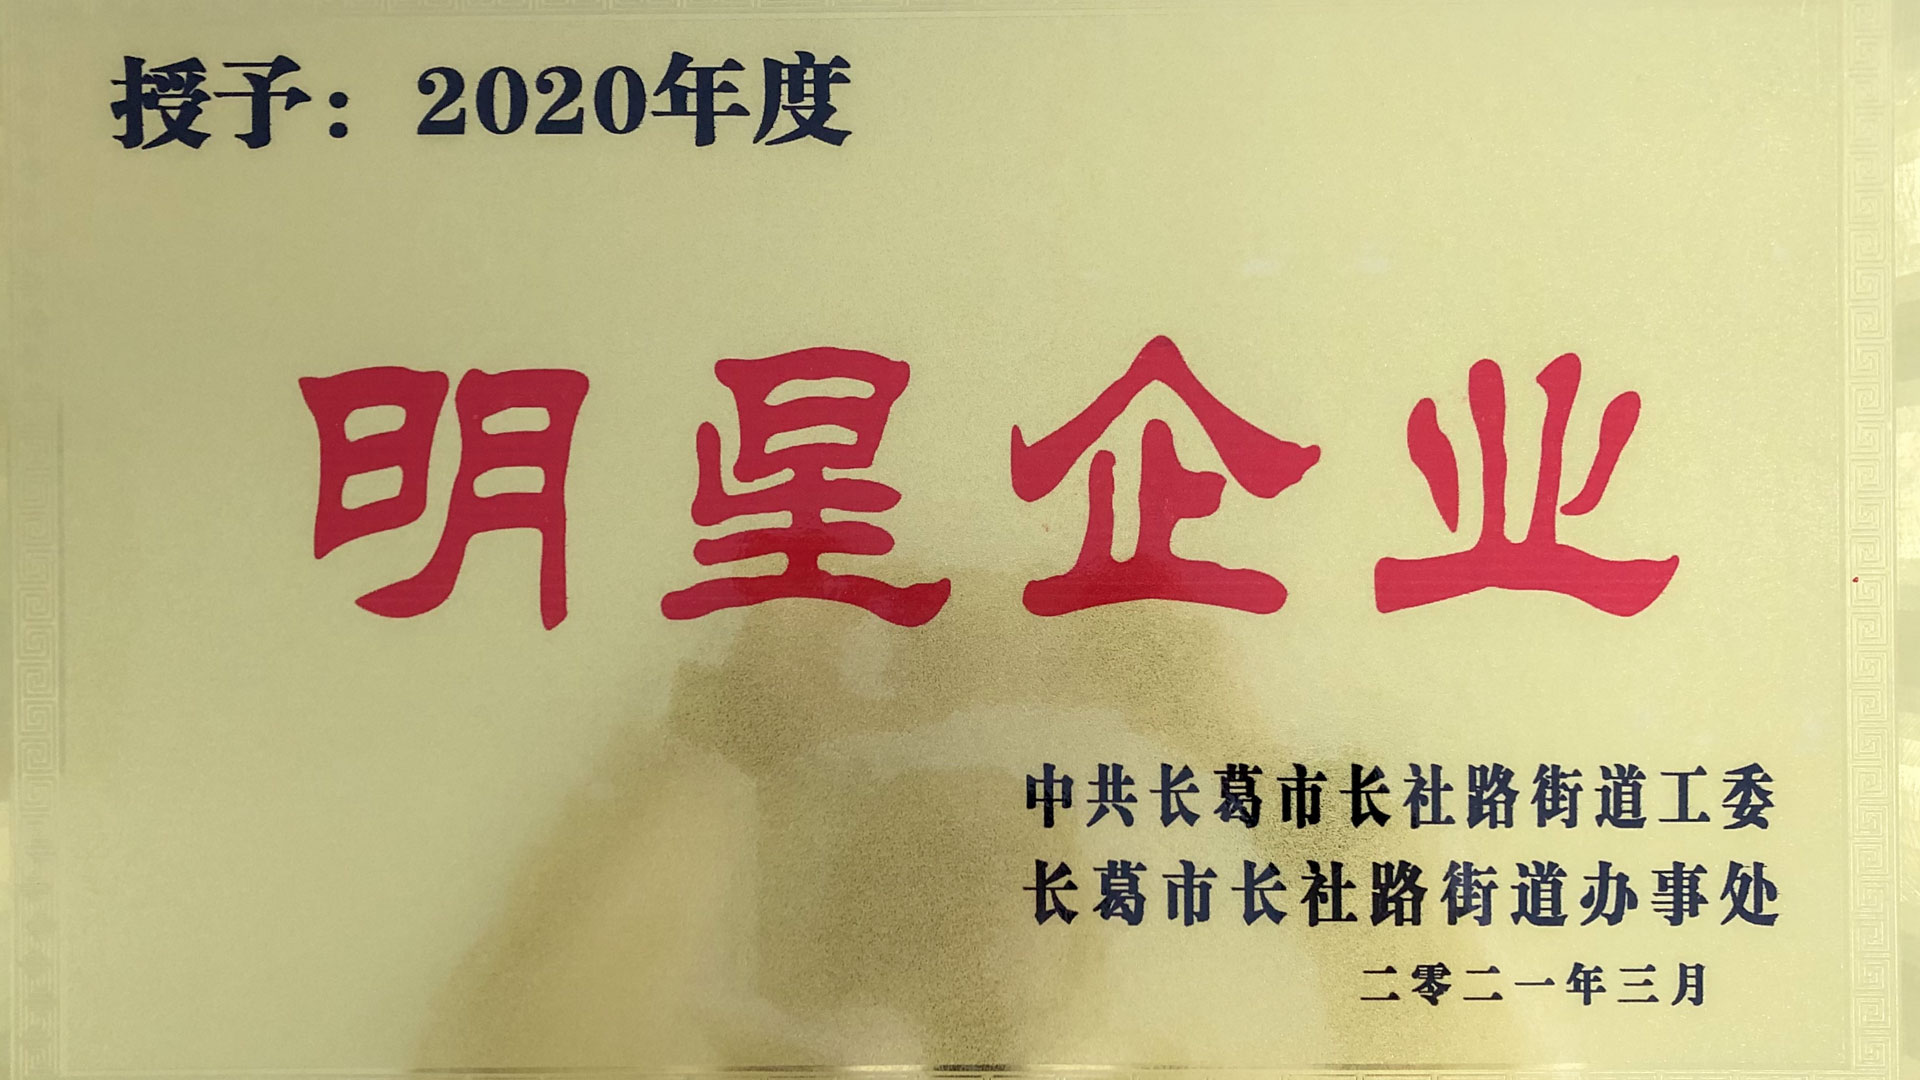 授予：2020年度
明星企业
中共长葛市长社路街道工委
长葛市长社路街道办事处
二零二一年三月